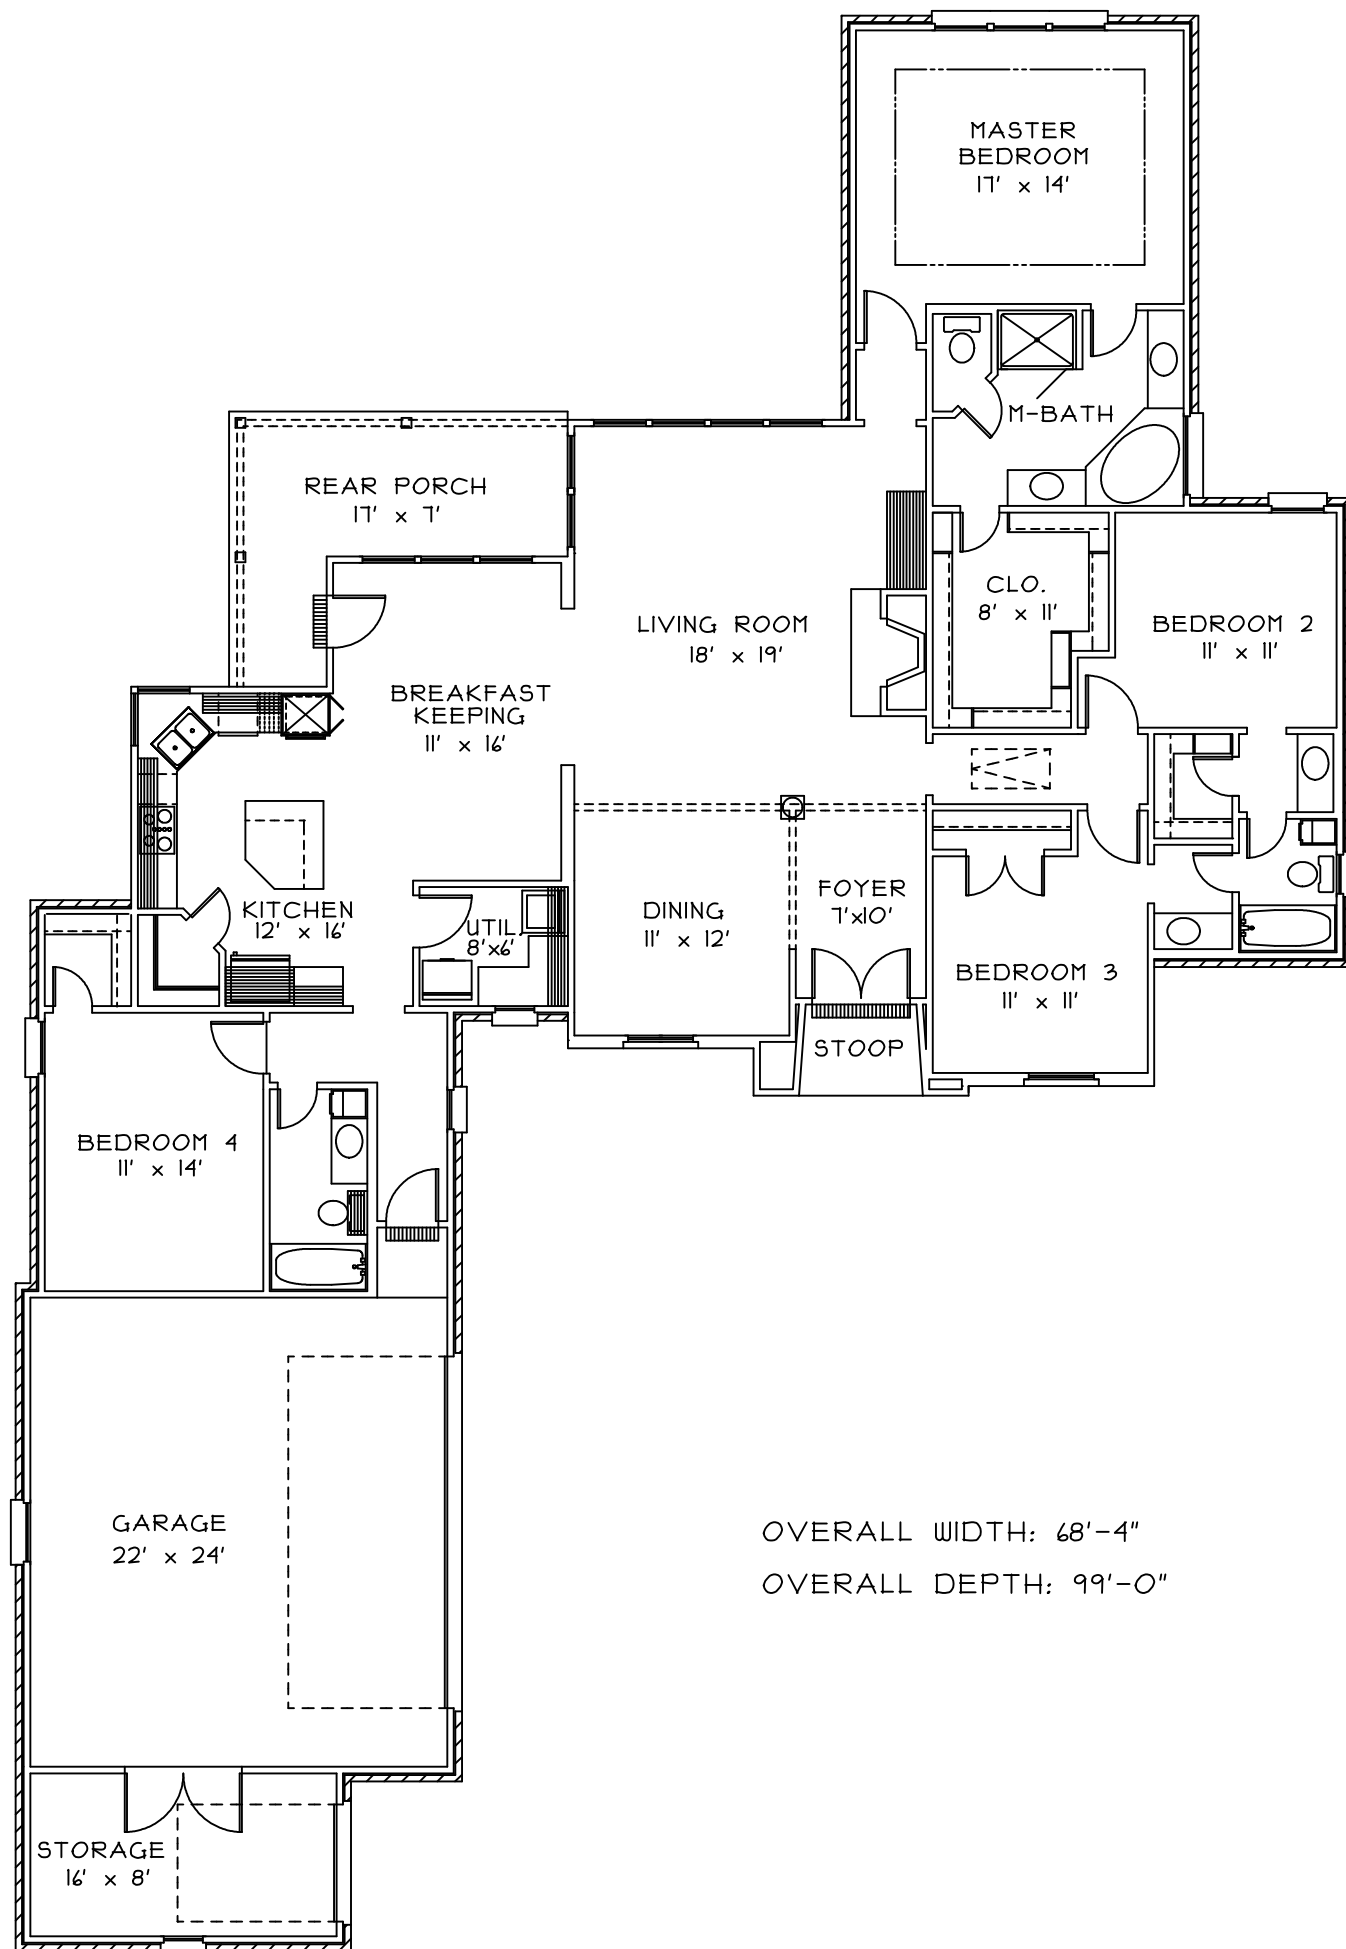 MASTER
BEDROOM
17' x 14'
M-BATH
REAR PORCH
17' x 7'
CLO.
8' x 11'
LIVING ROOM
18' x 19'
BEDROOM 2
11' x 11'
BREAKFAST
KEEPING
11' x 16'
KITCHEN
12' x 16'
UTIL.
8'x6'
DINING
11' x 12'
FOYER
7'x10'
BEDROOM 3
11' x 11'
STOOP
BEDROOM 4
11' x 14'
GARAGE
22' x 24'
OVERALL WIDTH: 68'-4"
OVERALL DEPTH: 99'-0"
STORAGE
16' x 8'